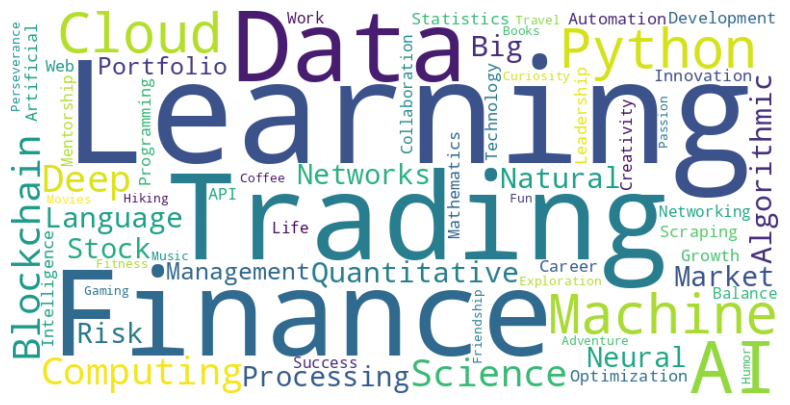 Perseverance
Artificial
Cloud
Work
Data
Statistics
Travel
Automation
Development
Books
Big
Python
Web
Portfolio
Curiosity
Innovation
Mentorship
Programming
Learning
Collaboration
Technology
Leadership
Creativity
Passion
Algorithmic
Blockchain
Deep
Coffee
Networks
Mathematics
Natural
Movies
Hiking
API
Trading
Fun
Networking
Language
Life
Scraping
Stock
Music
Growth
Intelligence
Fitness
Management
Quantitative
Career
Market
Gaming
Finance
Exploration
Balance
Risk
Friendship
Machine
Adventure
Computing
Success
Processing
Science
Neural
Optimization
AI
Humor